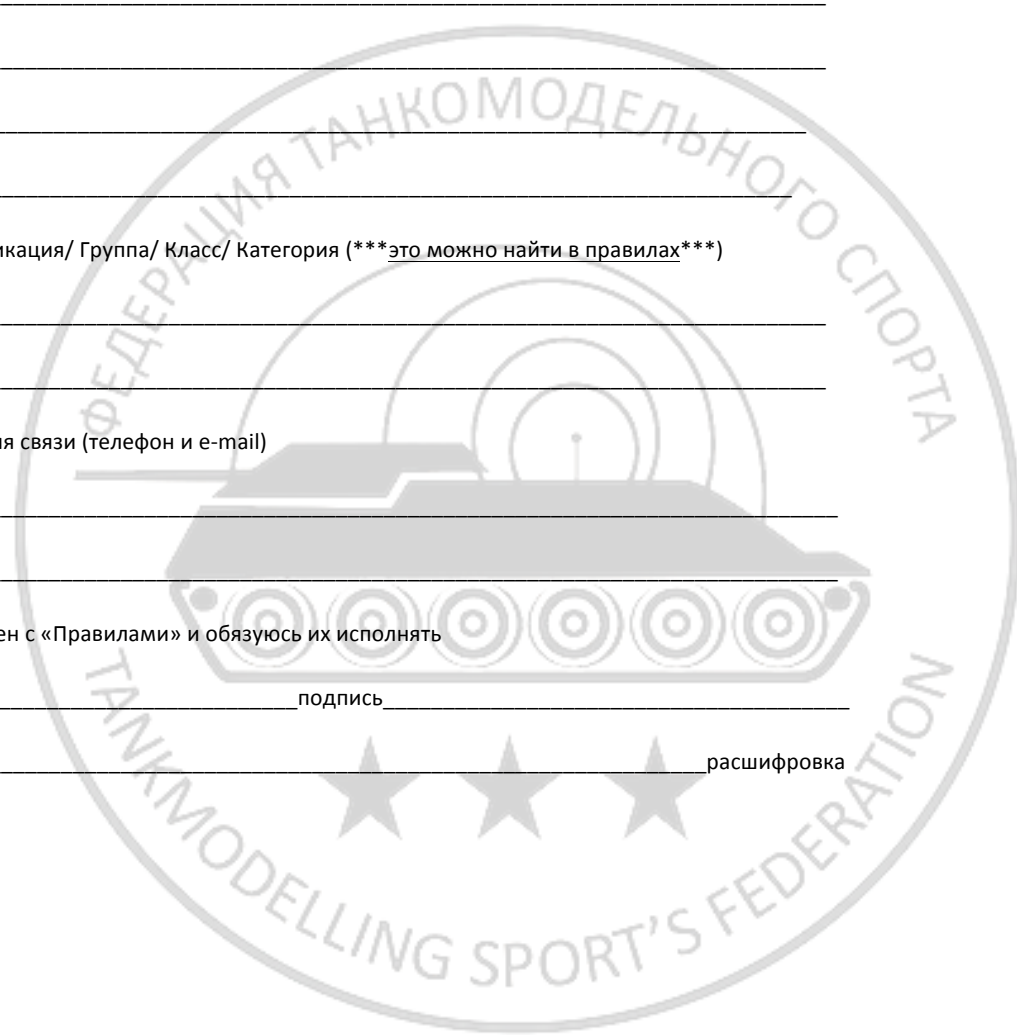 ФЕДЕРАЦИЯ ТАНКОМОДЕЛЬНОГО СПОРТА
икация/ Группа/ Класс/ Категория (***это можно найти в правилах***)
я связи (телефон и e-mail)
ен с «Правилами» и обязуюсь их исполнять
подпись
расшифровка
TANKMODELLING SPORT'S FEDERATION